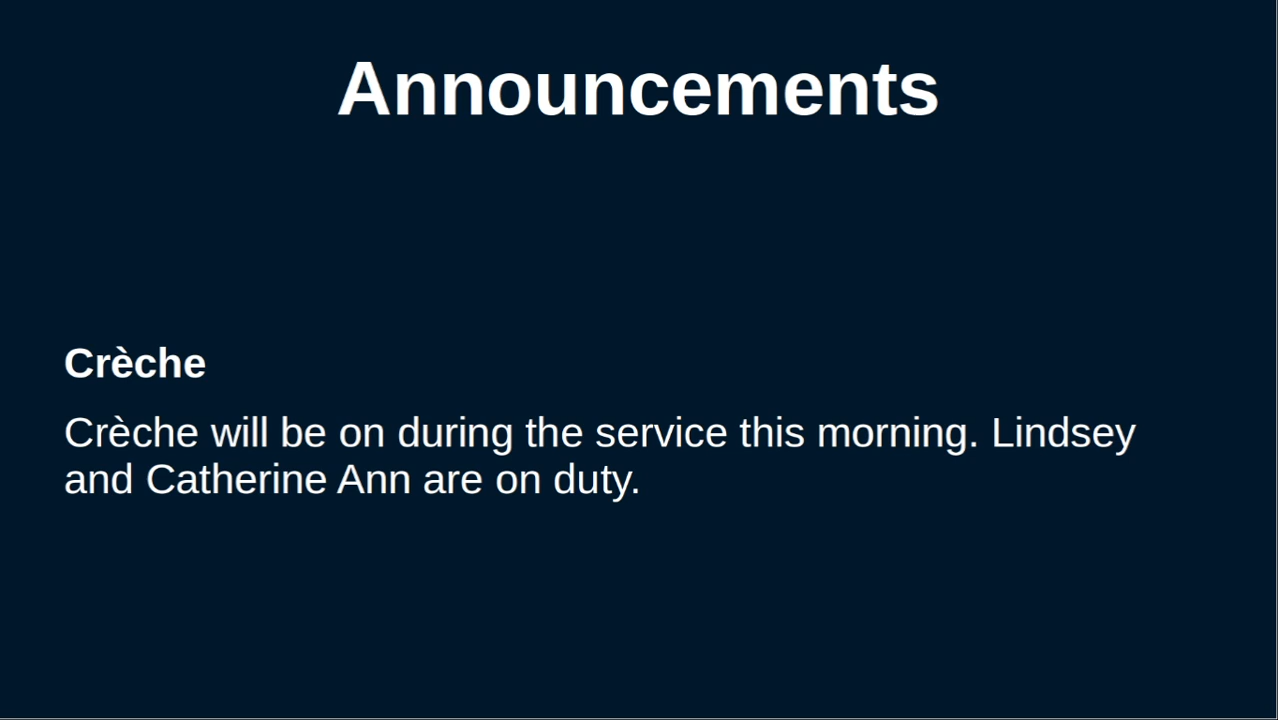 Announcements
Crèche
Crèche will be on during the service this morning. Lindsey
and Catherine Ann are on duty.